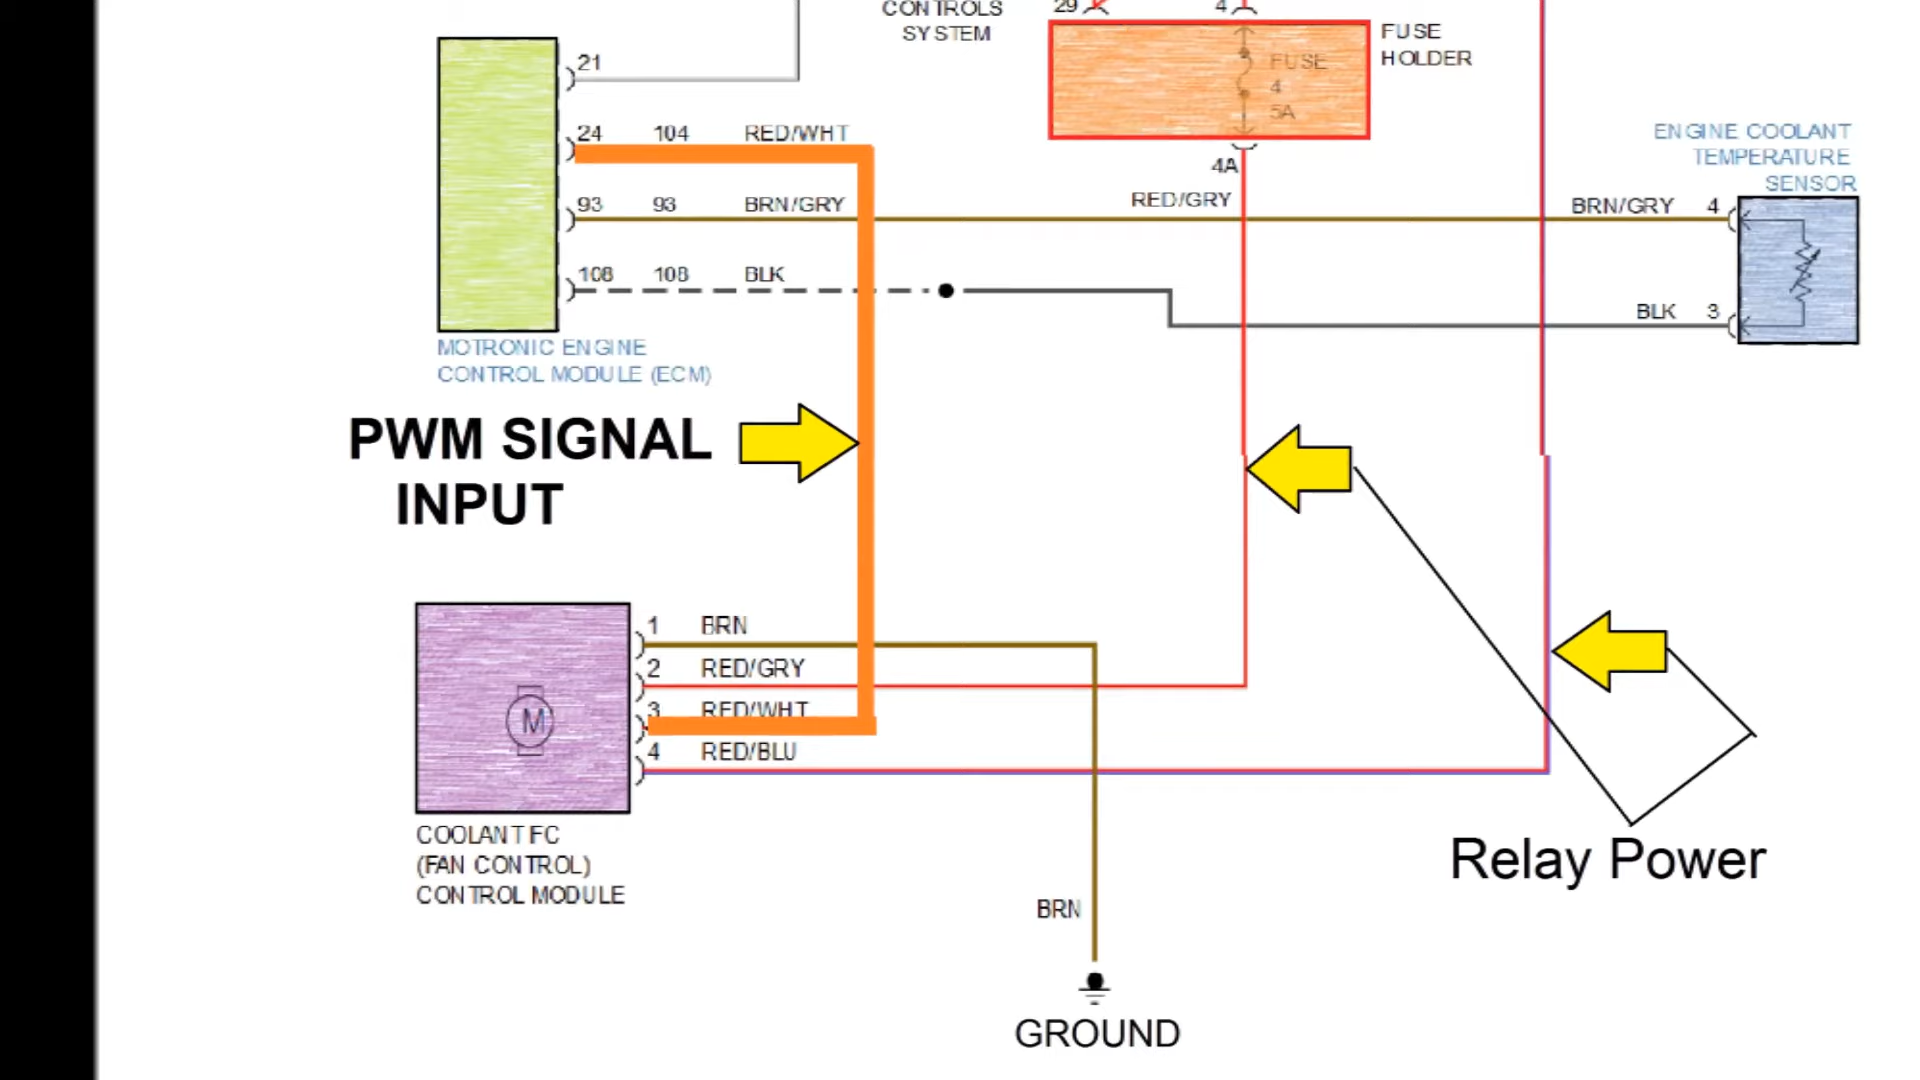 CONTROLS
SYSTEM
29
4
FUSE
HOLDER
FUSE
4
5A
4A
RED/GRY
21
24 104 RED/WHT
93 93 BRN/GRY
108 108 BLK
MOTRONIC ENGINE
CONTROL MODULE (ECM)
ENGINE COOLANT
TEMPERATURE
SENSOR
BRN/GRY 4
BLK 3
PWM SIGNAL
INPUT
1 BRN
2 RED/GRY
3 RED/WHT
4 RED/BLU
M
COOLANT FC
(FAN CONTROL)
CONTROL MODULE
Relay Power
BRN
GROUND